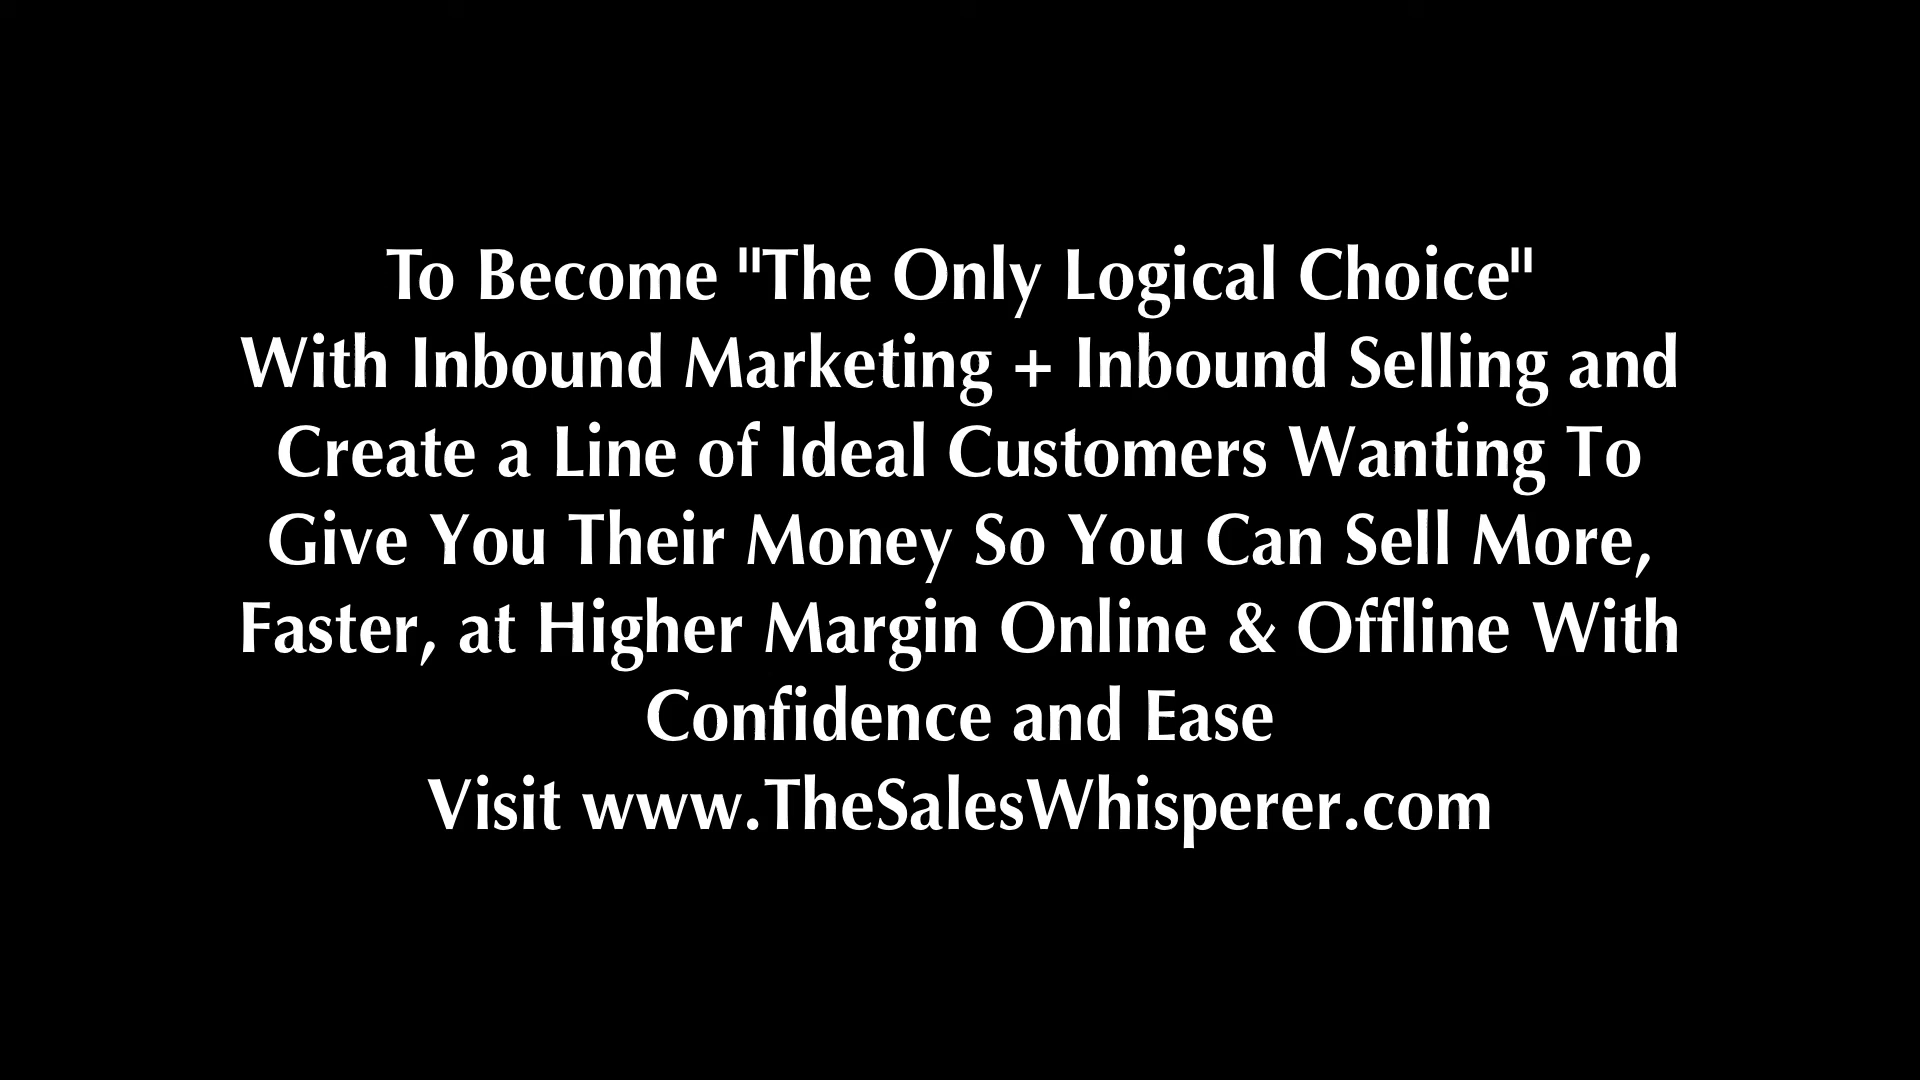 To Become "The Only Logical Choice"
With Inbound Marketing + Inbound Selling and
Create a Line of Ideal Customers Wanting To
Give You Their Money So You Can Sell More,
Faster, at Higher Margin Online & Offline With
Confidence and Ease
Visit www.TheSalesWhisperer.com